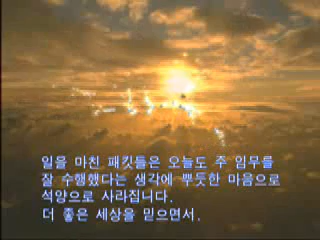 일을 마친 패킷들은 오늘도 주 임무를
잘 수행했다는 생각에 뿌듯한 마음으로
석양으로 사라집니다.
더 좋은 세상을 믿으면서.